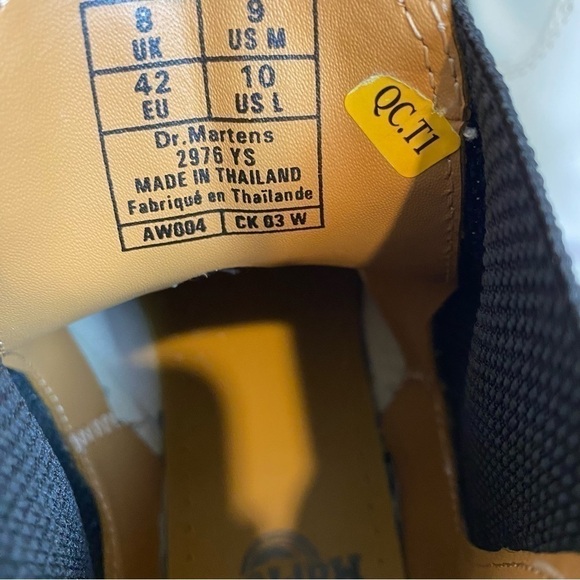 8 9
UK US M
42 10
EU US L
Dr.Martens
2976 YS
MADE IN THAILAND
Fabriqué en Thaïlande
AW004 CK 03 W
QC.T1